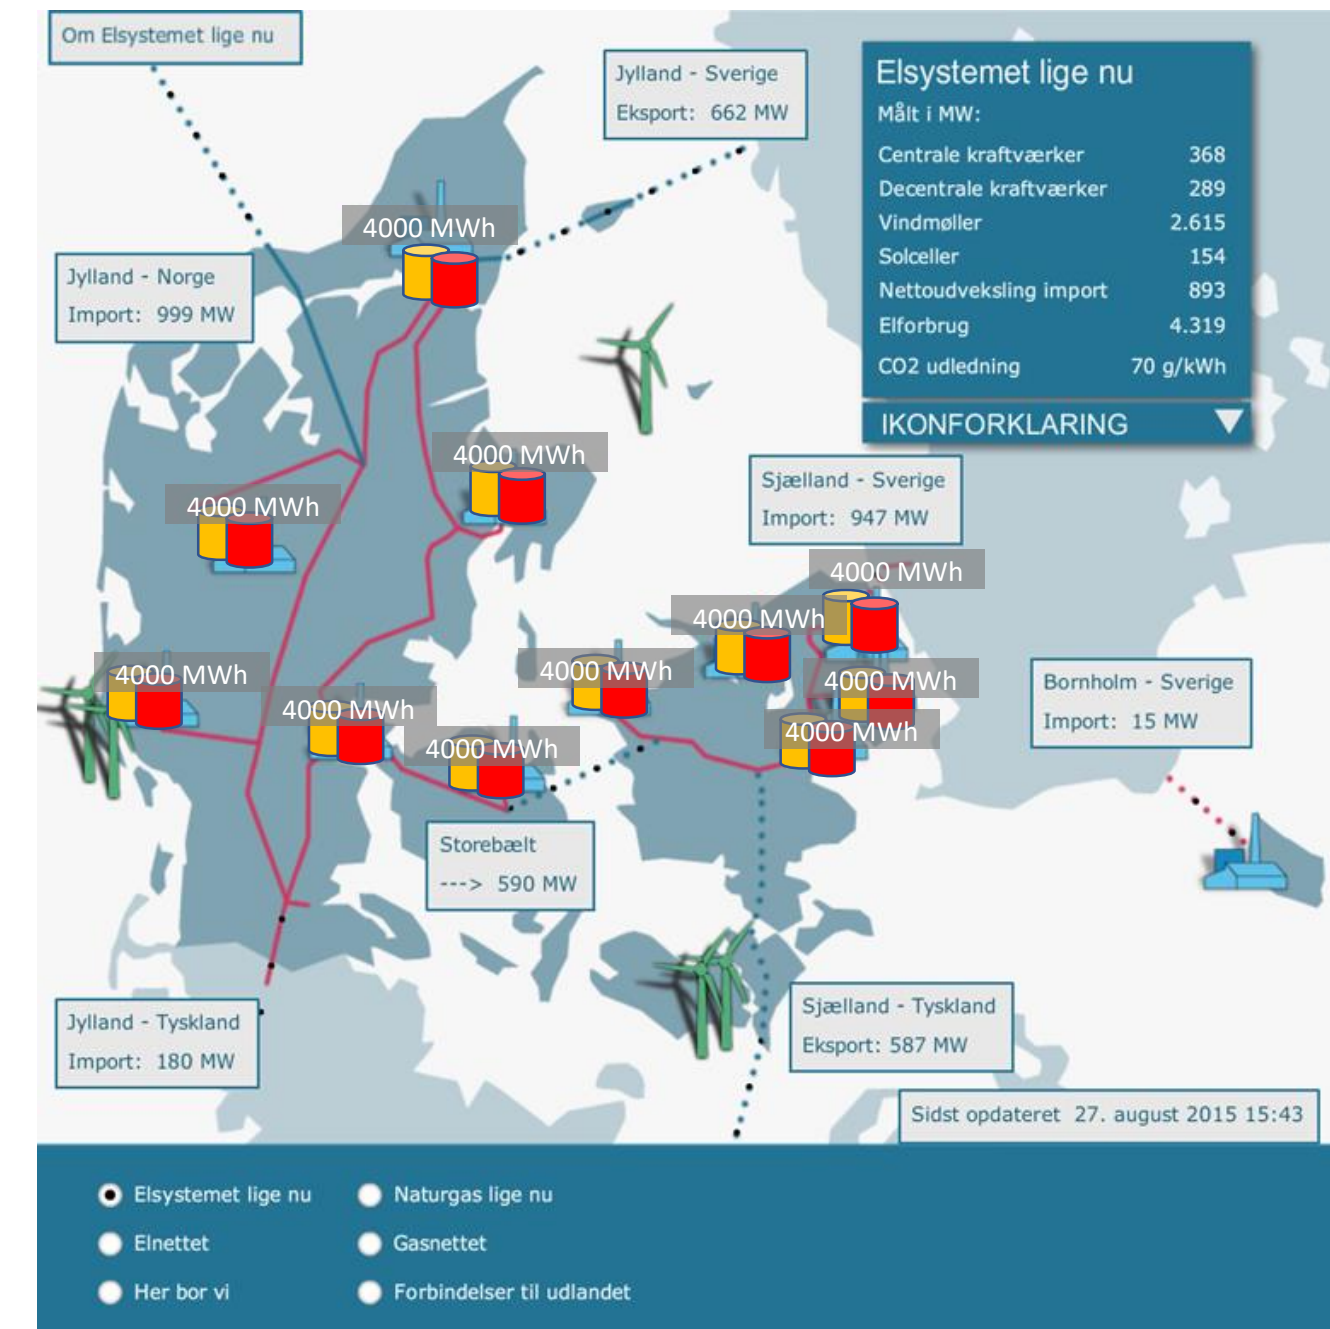 Om Elsystemet lige nu
Jylland - Sverige
Eksport: 662 MW
Elsystemet lige nu
Målt i MW:
Centrale kraftværker 368
Decentrale kraftværker 289
Vindmøller 2.615
Solceller 154
Nettoudveksling import 893
Elforbrug 4.319
CO2 udledning 70 g/kWh
IKONFORKLARING
4000 MWh
Jylland - Norge
Import: 999 MW
4000 MWh
4000 MWh
Sjælland - Sverige
Import: 947 MW
4000 MWh
4000 MWh
4000 MWh
4000 MWh
4000 MWh
4000 MWh
4000 MWh
4000 MWh
4000 MWh
Bornholm - Sverige
Import: 15 MW
Storebælt
---> 590 MW
Jylland - Tyskland
Import: 180 MW
Sjælland - Tyskland
Eksport: 587 MW
Sidst opdateret 27. august 2015 15:43
Elsystemet lige nu
Naturgas lige nu
Elnettet
Gasnettet
Her bor vi
Forbindelser til udlandet